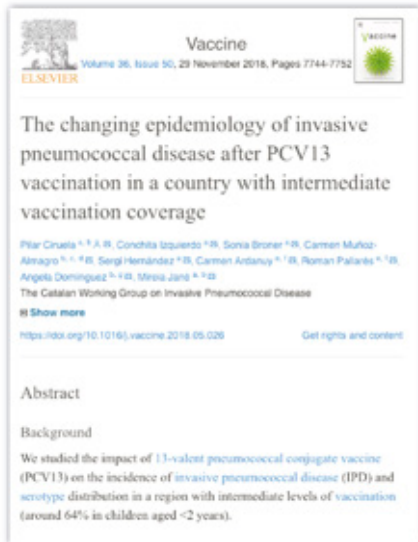 ELSEVIER
Vaccine
Volume 36, Issue 50, 29 November 2018, Pages 7744-7752
Vaccine
The changing epidemiology of invasive
pneumococcal disease after PCV13
vaccination in a country with intermediate
vaccination coverage
Pilar Ciruela, Conchita Izquierdo, Sonia Broner, Carmen Muñoz-
Almagro, Sergi Hernández, Carmen Ardanuy, Roman Pallarés,
Angela Domínguez, Mireia Jané
The Catalan Working Group on Invasive Pneumococcal Disease
Show more
https://doi.org/10.1016/j.vaccine.2018.05.026
Get rights and content
Abstract
Background
We studied the impact of 13-valent pneumococcal conjugate vaccine
(PCV13) on the incidence of invasive pneumococcal disease (IPD) and
serotype distribution in a region with intermediate levels of vaccination
(around 64% in children aged <2 years).